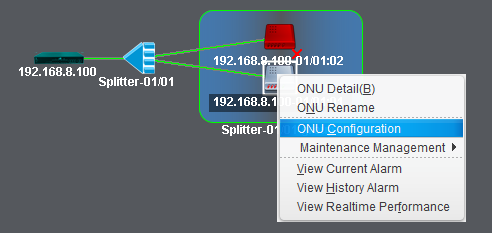 192.168.8.100
Splitter-01/01
192.168.8.100-01/01:02
192.168.8.100
Splitter-01
ONU Detail(B)
ONU Rename
ONU Configuration
Maintenance Management
View Current Alarm
View History Alarm
View Realtime Performance